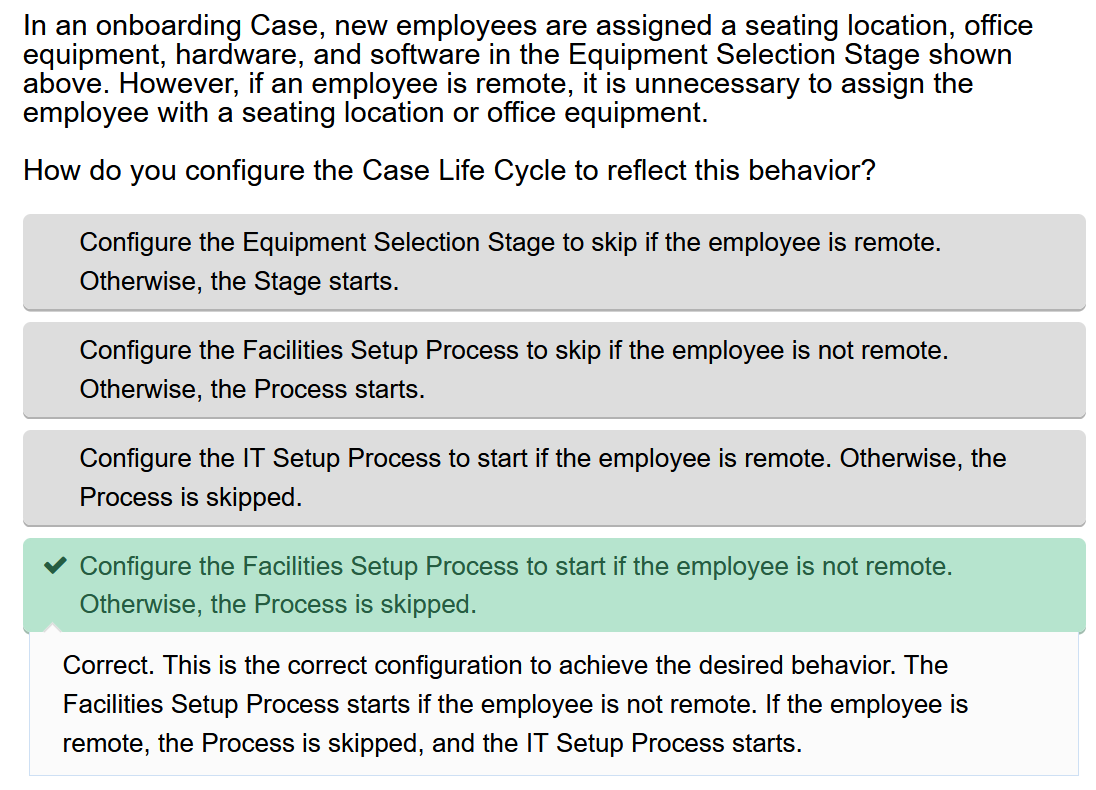 In an onboarding Case, new employees are assigned a seating location, office
equipment, hardware, and software in the Equipment Selection Stage shown
above. However, if an employee is remote, it is unnecessary to assign the
employee with a seating location or office equipment.
How do you configure the Case Life Cycle to reflect this behavior?
Configure the Equipment Selection Stage to skip if the employee is remote.
Otherwise, the Stage starts.
Configure the Facilities Setup Process to skip if the employee is not remote.
Otherwise, the Process starts.
Configure the IT Setup Process to start if the employee is remote. Otherwise, the
Process is skipped.
Configure the Facilities Setup Process to start if the employee is not remote.
Otherwise, the Process is skipped.
Correct. This is the correct configuration to achieve the desired behavior. The
Facilities Setup Process starts if the employee is not remote. If the employee is
remote, the Process is skipped, and the IT Setup Process starts.